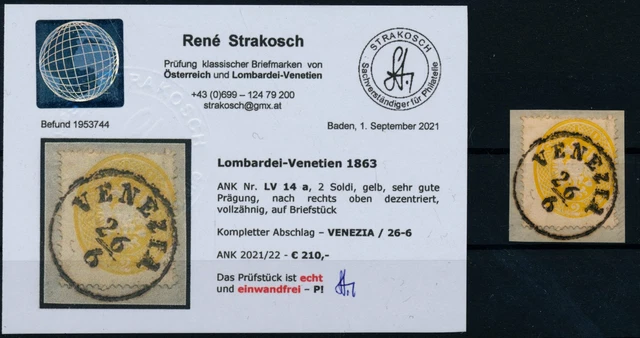 René Strakosch
Prüfung klassischer Briefmarken von
Österreich und Lombardei-Venetien
+43 (0)699 – 124 79 200
strakosch@gmx.at
STRAKOSCH
Sachverständiger für Philatelie
Befund 1953744
Baden, 1. September 2021
Lombardei-Venetien 1863
ANK Nr. LV 14 a, 2 Soldi, gelb, sehr gute
Prägung, nach rechts oben dezentriert,
vollzähnig, auf Briefstück
Kompletter Abschlag – VENEZIA / 26-6
ANK 2021/22 - € 210,-
Das Prüfstück ist echt
und einwandfrei – P!
VENEZIA
26
6
VENEZIA
26
6